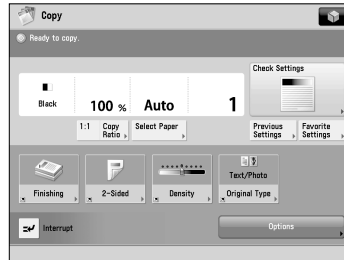 Copy
Ready to copy.
Check Settings
Black
100 %
Auto
1
1:1
Copy
Ratio
Select Paper
Previous
Settings
Favorite
Settings
Text/Photo
Finishing
2-Sided
Density
Original Type
Interrupt
Options